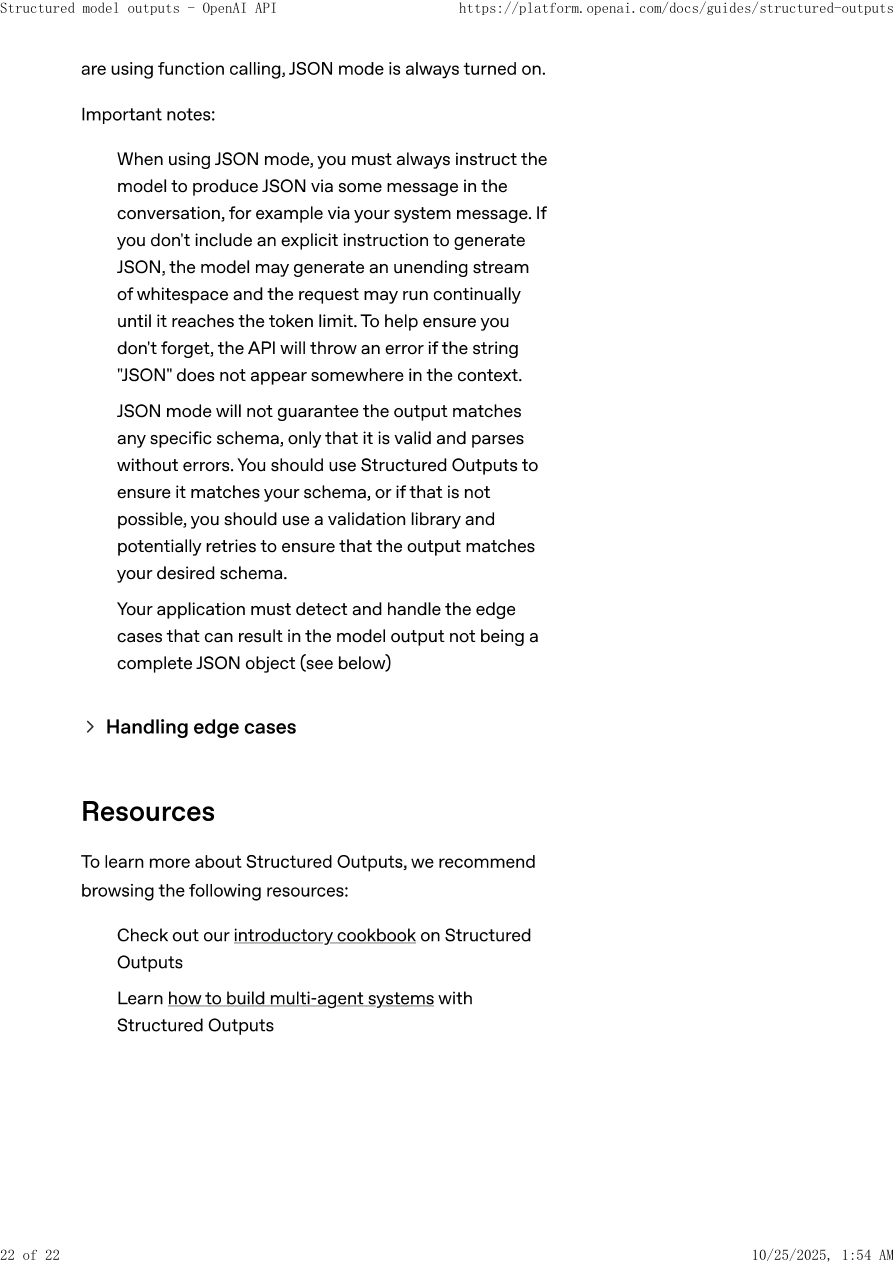 Structured model outputs - OpenAI API https://platform.openai.com/docs/guides/structured-outputs
are using function calling, JSON mode is always turned on.
Important notes:
When using JSON mode, you must always instruct the
model to produce JSON via some message in the
conversation, for example via your system message. If
you don't include an explicit instruction to generate
JSON, the model may generate an unending stream
of whitespace and the request may run continually
until it reaches the token limit. To help ensure you
don't forget, the API will throw an error if the string
"JSON" does not appear somewhere in the context.
JSON mode will not guarantee the output matches
any specific schema, only that it is valid and parses
without errors. You should use Structured Outputs to
ensure it matches your schema, or if that is not
possible, you should use a validation library and
potentially retries to ensure that the output matches
your desired schema.
Your application must detect and handle the edge
cases that can result in the model output not being a
complete JSON object (see below)
Handling edge cases
Resources
To learn more about Structured Outputs, we recommend
browsing the following resources:
Check out our introductory cookbook on Structured
Outputs
Learn how to build multi-agent systems with
Structured Outputs
22 of 22 10/25/2025, 1:54 AM